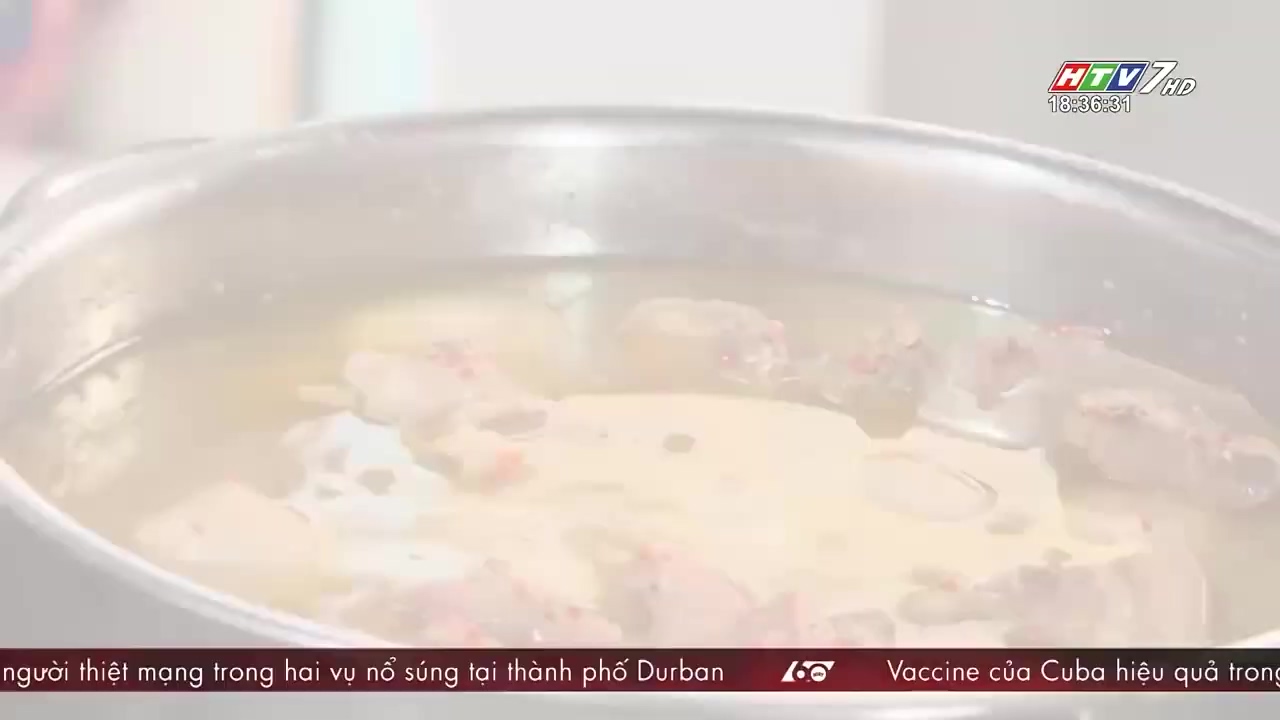 HTV7 HD
18:36:31
người thiệt mạng trong hai vụ nổ súng tại thành phố Durban 60 Vaccine của Cuba hiệu quả trong